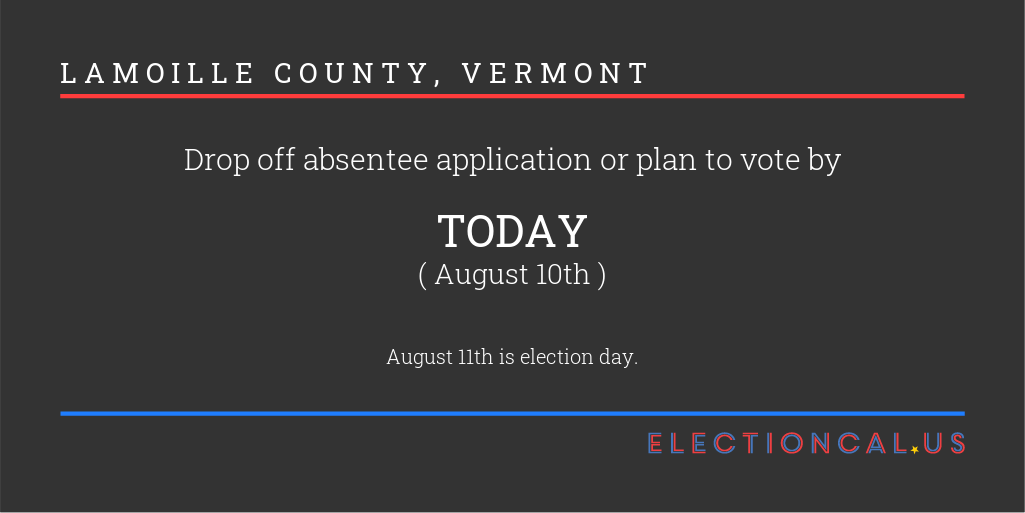 LAMOILLE COUNTY, VERMONT
Drop off absentee application or plan to vote by
TODAY
( August 10th )
August 11th is election day.
ELECTIONCAL★US